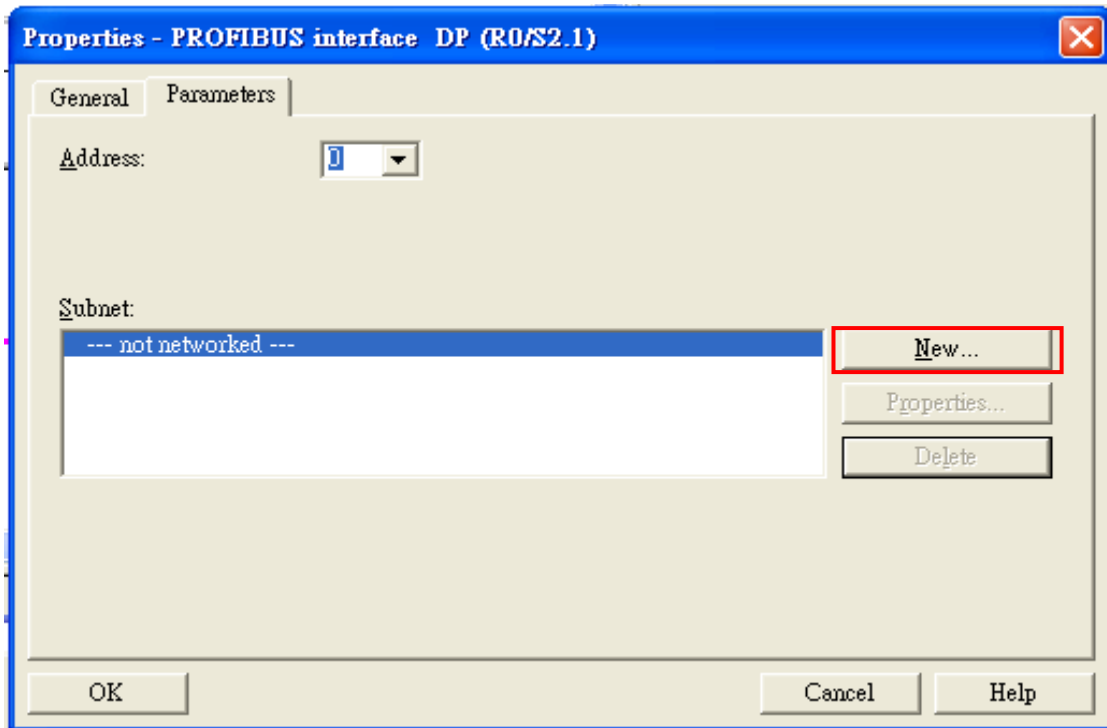 Properties - PROFIBUS interface DP (R0/S2.1)
General Parameters
Address: 0
Subnet:
--- not networked ---
New...
Properties...
Delete
OK Cancel Help